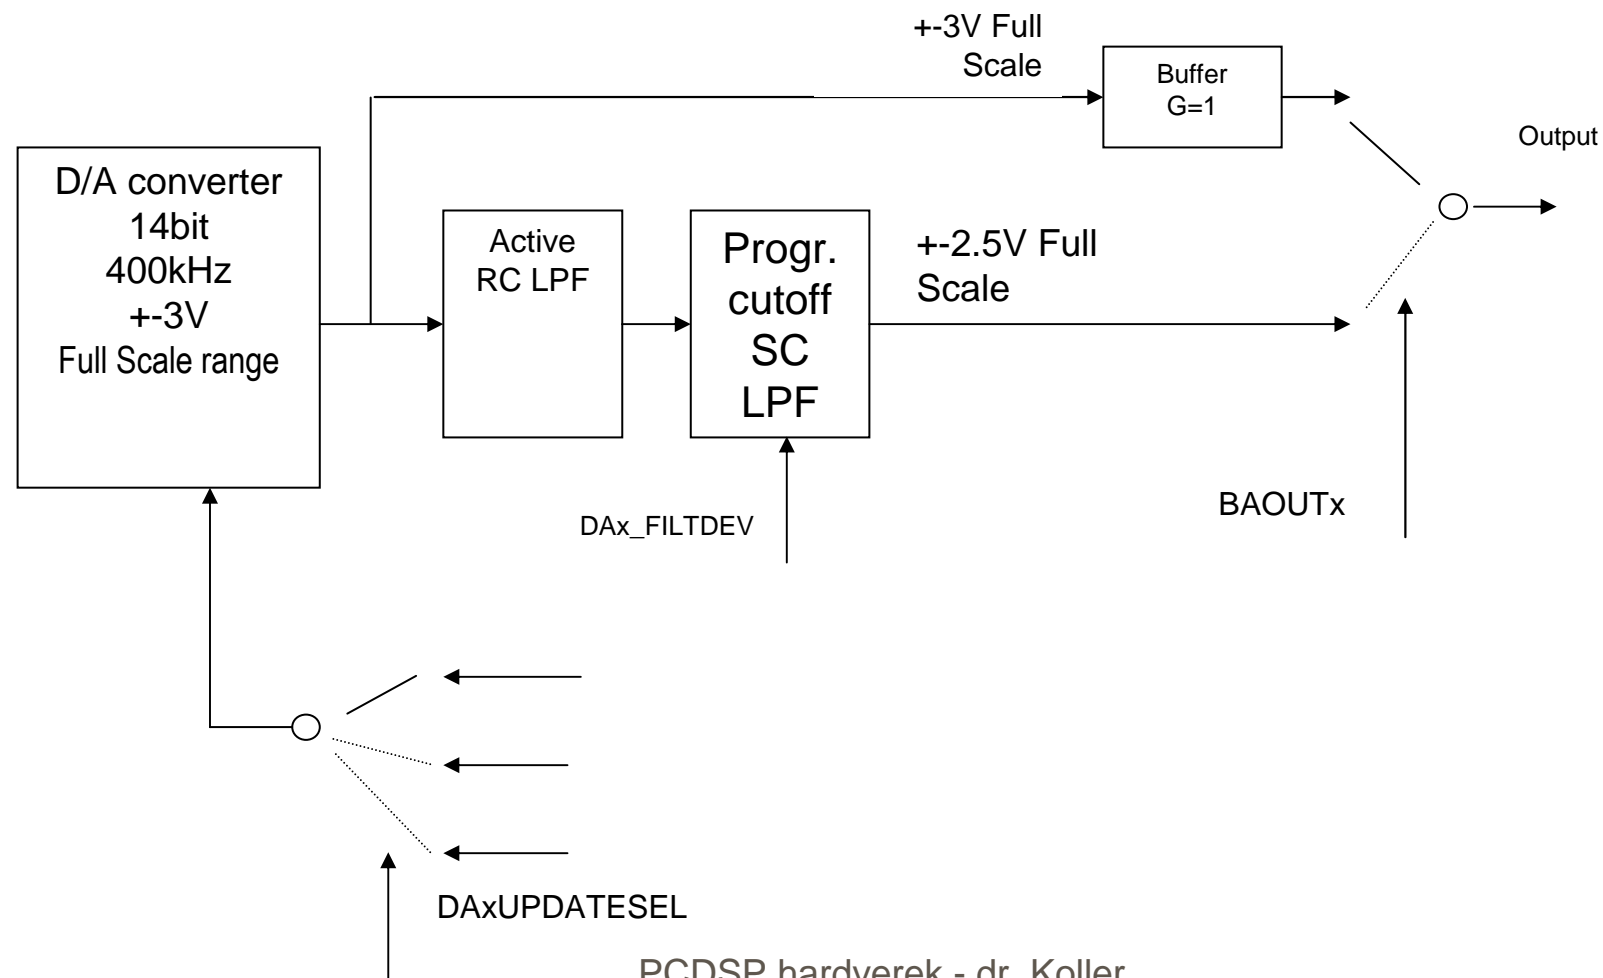 +-3V Full
Scale
Buffer
G=1
Output
D/A converter
14bit
400kHz
+-3V
Full Scale range
Active
RC LPF
Progr.
cutoff
SC
LPF
+-2.5V Full
Scale
DAx_FILTDEV
BAOUTx
DAxUPDATESEL
PCDSP hardverek - dr. Koller